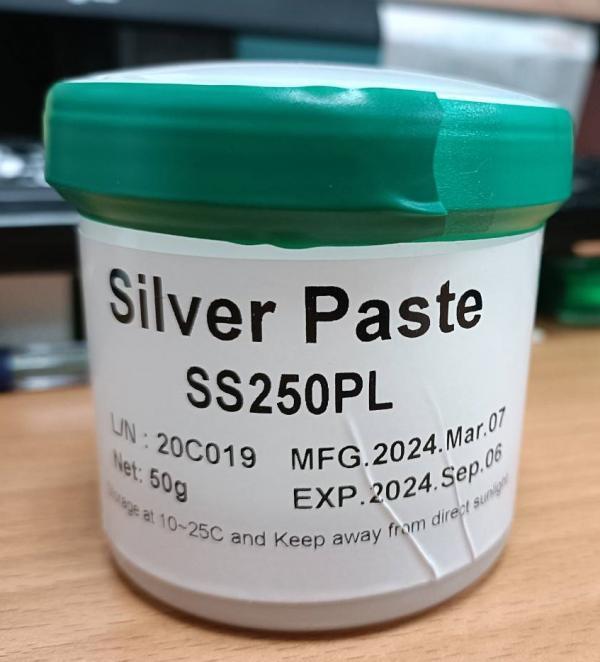 Silver Paste
SS250PL
L/N : 20C019 MFG.2024.Mar.07
Net: 50g EXP.2024.Sep.06
Storage at 10~25C and Keep away from direct sunlight